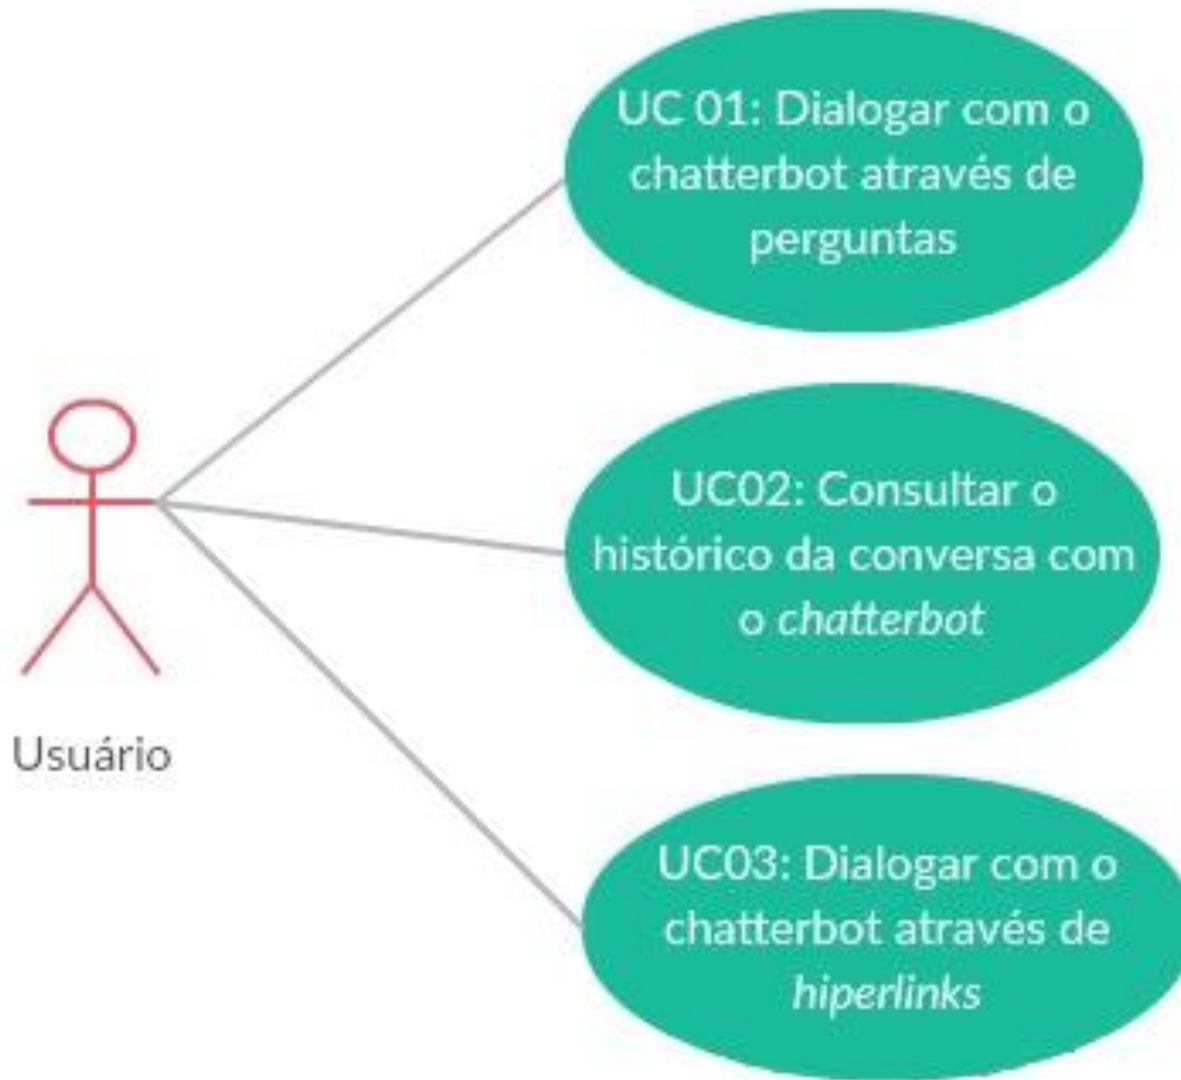 UC 01: Dialogar com o
chatterbot através de
perguntas
UC02: Consultar o
histórico da conversa com
o chatterbot
Usuário
UC03: Dialogar com o
chatterbot através de
hiperlinks